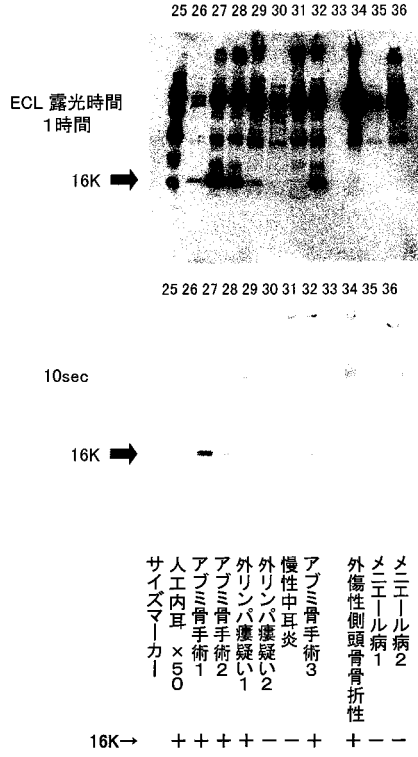 25 26 27 28 29 30 31 32 33 34 35 36
ECL 露光時間
1時間
16K
25 26 27 28 29 30 31 32 33 34 35 36
10sec
16K
サイズマーカー
人工内耳 ×50
アブミ骨手術1
アブミ骨手術2
外リンパ瘻疑い1
外リンパ瘻疑い2
慢性中耳炎
アブミ骨手術3
外傷性側頭骨骨折性
メニエール病1
メニエール病2
16K→ + + + + − − + + − −